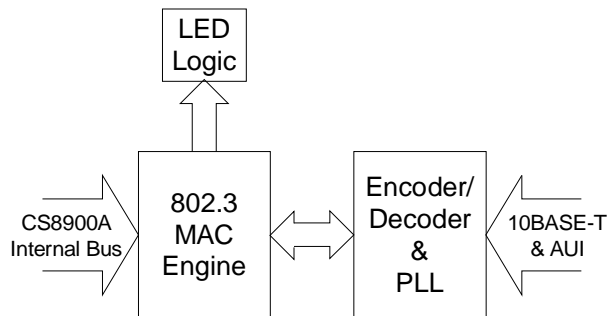 LED
Logic
CS8900A
Internal Bus
802.3
MAC
Engine
Encoder/
Decoder
&
PLL
10BASE-T
& AUI